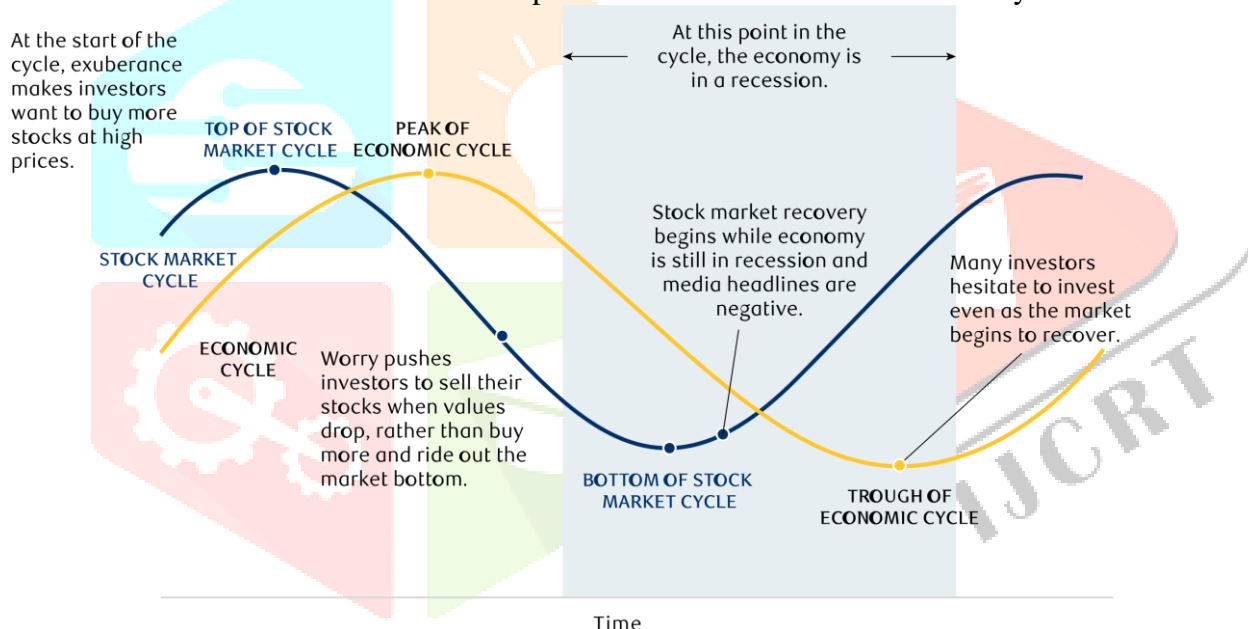 At the start of the
cycle, exuberance
makes investors
want to buy more
stocks at high
prices.
TOP OF STOCK
MARKET CYCLE
PEAK OF
ECONOMIC CYCLE
At this point in the
cycle, the economy is
in a recession.
STOCK MARKET
CYCLE
ECONOMIC
CYCLE
Worry pushes
investors to sell their
stocks when values
drop, rather than buy
more and ride out the
market bottom.
Stock market recovery
begins while economy
is still in recession and
media headlines are
negative.
Many investors
hesitate to invest
even as the market
begins to recover.
BOTTOM OF STOCK
MARKET CYCLE
TROUGH OF
ECONOMIC CYCLE
IJCRT
Time